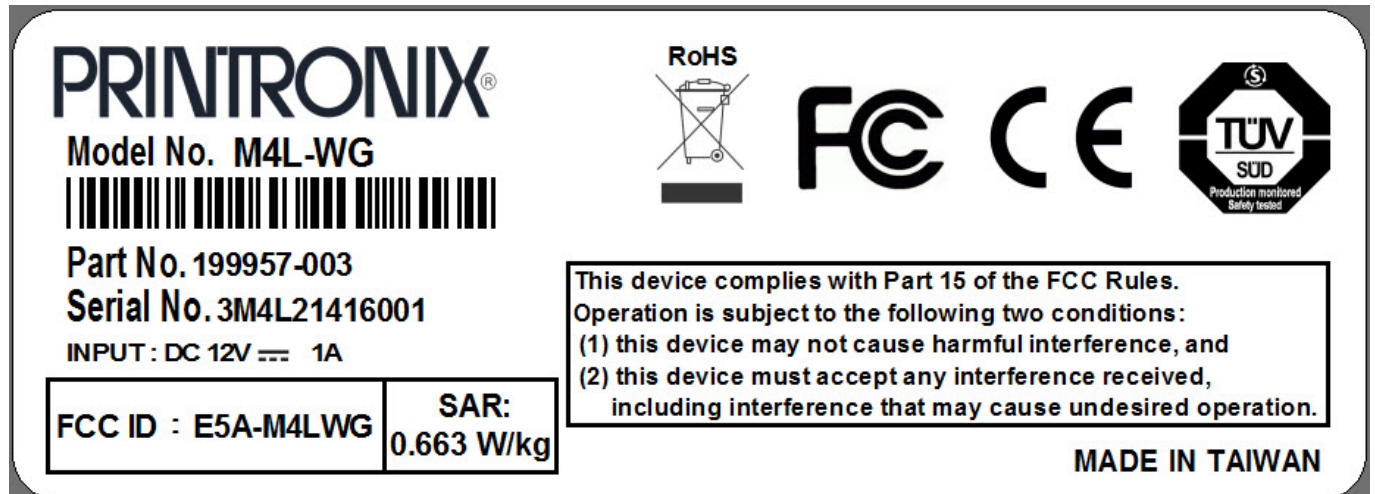 PRINTRONIX®
Model No. M4L-WG
Part No. 199957-003
Serial No. 3M4L21416001
INPUT : DC 12V ⎓ 1A
FCC ID : E5A-M4LWG
SAR:
0.663 W/kg
RoHS
FC CE
S
TÜV
SÜD
Production monitored
Safety tested
This device complies with Part 15 of the FCC Rules.
Operation is subject to the following two conditions:
(1) this device may not cause harmful interference, and
(2) this device must accept any interference received,
including interference that may cause undesired operation.
MADE IN TAIWAN